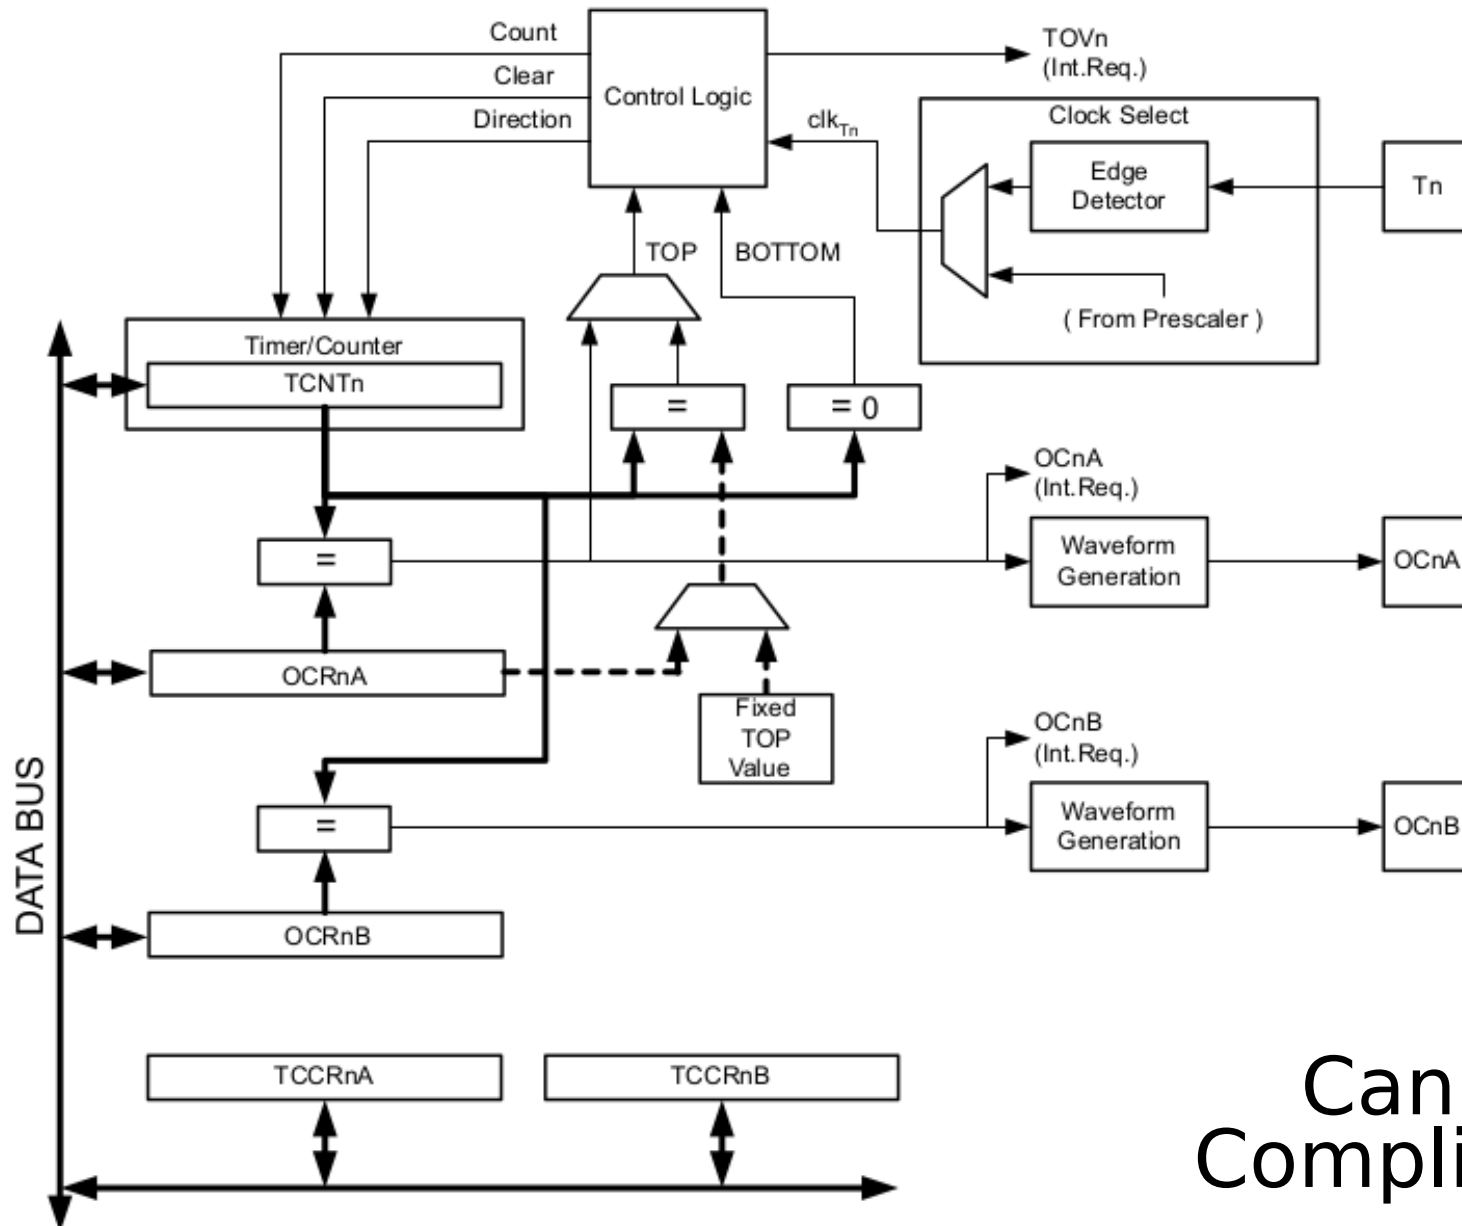 Count
Clear
Direction
Control Logic
TOVn
(Int.Req.)
clkTn
Clock Select
Edge
Detector
Tn
TOP
BOTTOM
( From Prescaler )
Timer/Counter
TCNTn
=
= 0
OCnA
(Int.Req.)
=
Waveform
Generation
OCnA
OCRnA
Fixed
TOP
Value
OCnB
(Int.Req.)
=
Waveform
Generation
OCnB
DATA BUS
OCRnB
TCCRnA
TCCRnB
Can
Compli